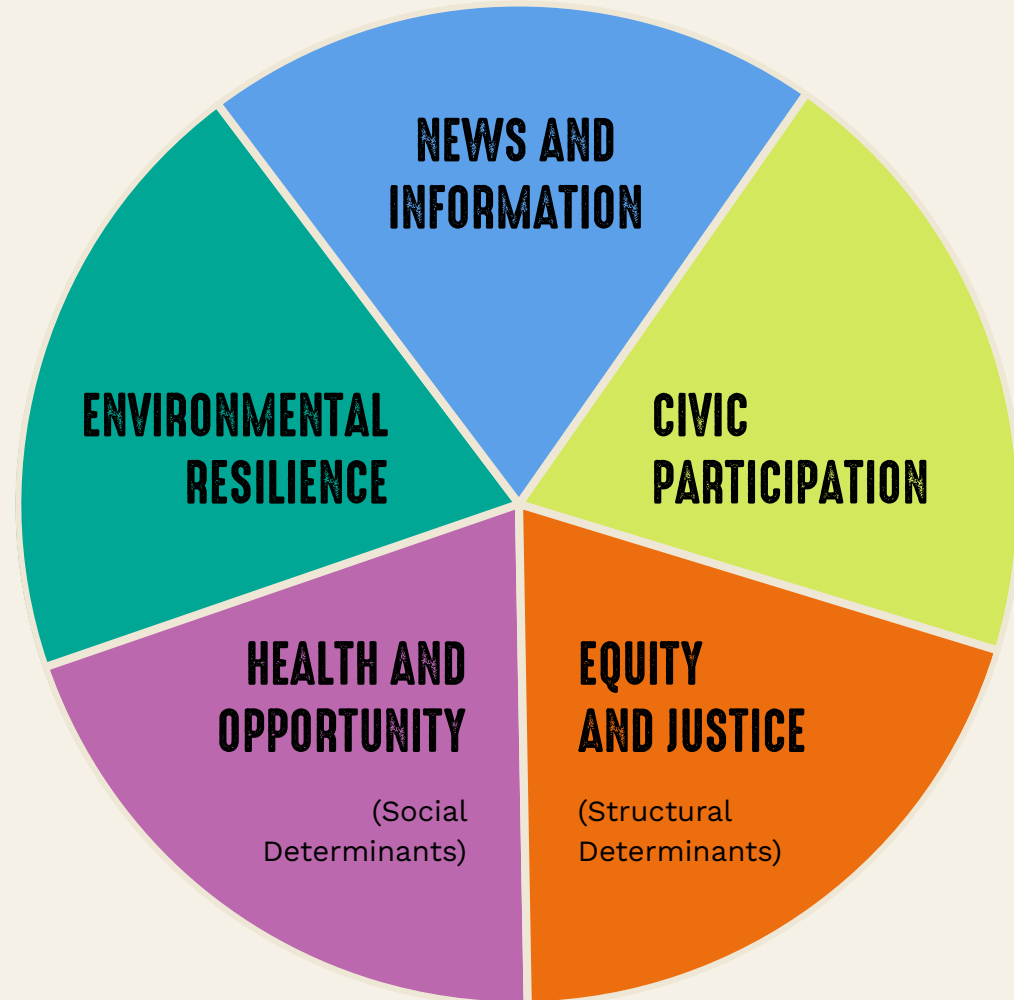 NEWS AND
INFORMATION
ENVIRONMENTAL
RESILIENCE
CIVIC
PARTICIPATION
HEALTH AND
OPPORTUNITY
(Social
Determinants)
EQUITY
AND JUSTICE
(Structural
Determinants)